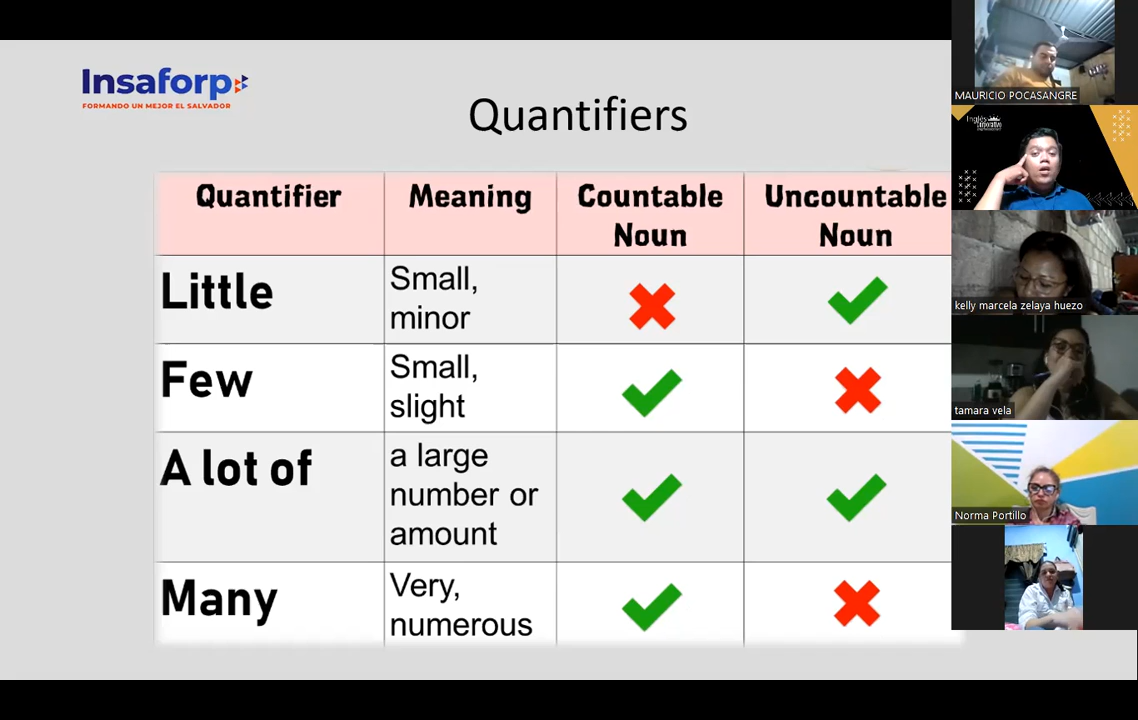 Insaforp
FORMANDO UN MEJOR EL SALVADOR
Quantifiers
Quantifier
Meaning
Countable
Noun
Uncountable
Noun
Little
Small,
minor
Few
Small,
slight
A lot of
a large
number or
amount
Many
Very,
numerous
MAURICIO POCASANGRE
Inglés
kelly marcela zelaya huezo
tamara vela
Norma Portillo